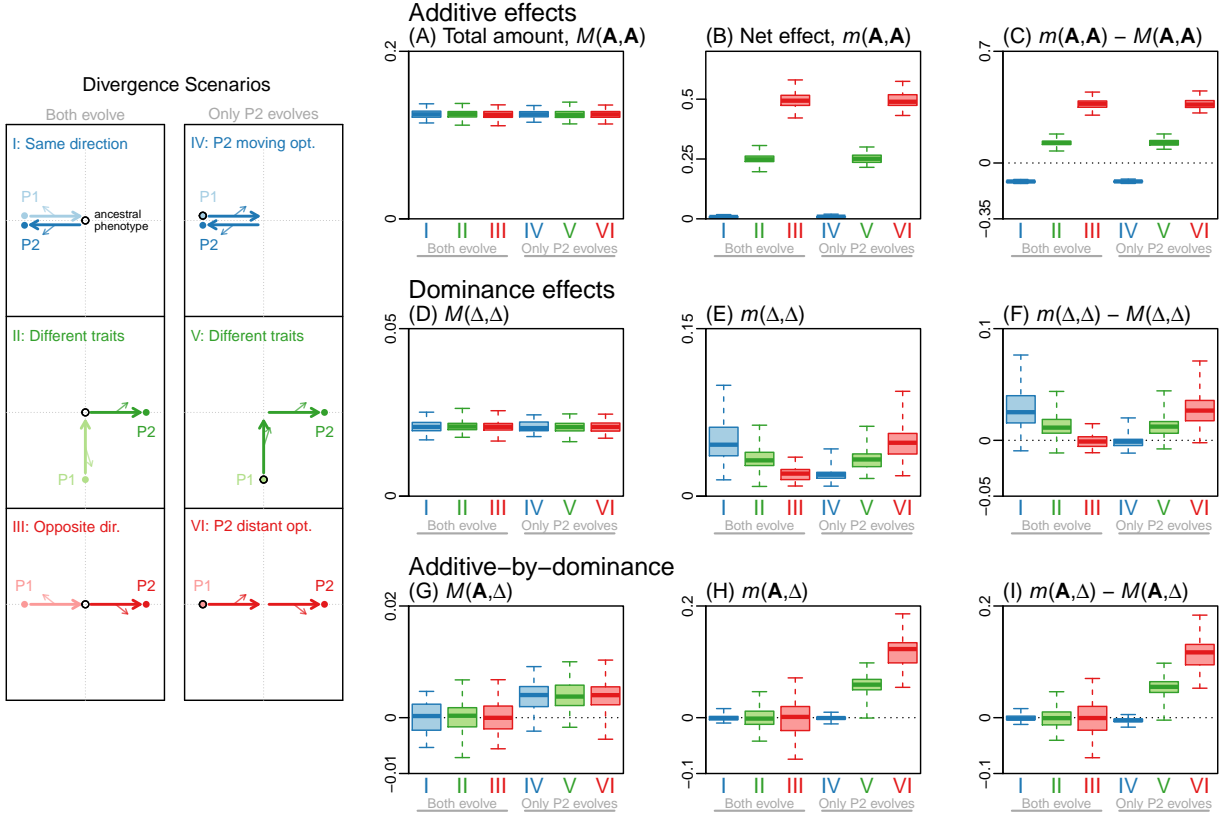 Divergence Scenarios
Both evolve
Only P2 evolves
I: Same direction
P1
ancestral
phenotype
P2
IV: P2 moving opt.
P1
P2
II: Different traits
P2
P1
V: Different traits
P2
P1
III: Opposite dir.
P1
P2
VI: P2 distant opt.
P1
P2
Additive effects
(A) Total amount, M(A,A)
0.2
0
I II III IV V VI
Both evolve Only P2 evolves
(B) Net effect, m(A,A)
0.5
0.25
0
I II III IV V VI
Both evolve Only P2 evolves
(C) m(A,A) − M(A,A)
0.7
0
−0.35
I II III IV V VI
Both evolve Only P2 evolves
Dominance effects
(D) M(Δ,Δ)
0.05
0
I II III IV V VI
Both evolve Only P2 evolves
(E) m(Δ,Δ)
0.15
0
I II III IV V VI
Both evolve Only P2 evolves
(F) m(Δ,Δ) − M(Δ,Δ)
0.1
0
−0.05
I II III IV V VI
Both evolve Only P2 evolves
Additive−by−dominance
(G) M(A,Δ)
0.02
0
−0.01
I II III IV V VI
Both evolve Only P2 evolves
(H) m(A,Δ)
0.2
0
−0.1
I II III IV V VI
Both evolve Only P2 evolves
(I) m(A,Δ) − M(A,Δ)
0.2
0
−0.1
I II III IV V VI
Both evolve Only P2 evolves